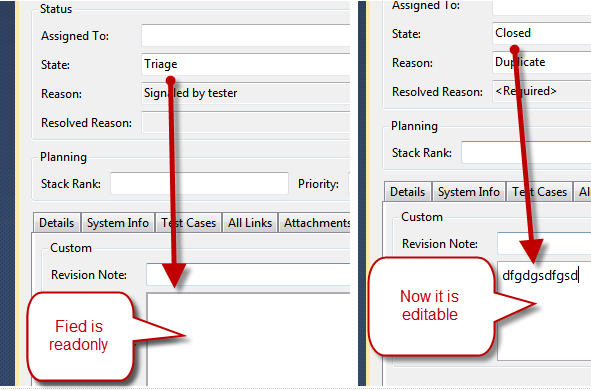 Status
Assigned To:
State: Triage
Reason: Signaled by tester
Resolved Reason:
Planning
Stack Rank: Priority:
Details System Info Test Cases All Links Attachments
Custom
Revision Note:
Fied is
readonly
Assigned To:
State: Closed
Reason: Duplicate
Resolved Reason: <Required>
Planning
Stack Rank:
Details System Info Test Cases Al
Custom
Revision Note:
dfgdgsdfgsd
Now it is
editable